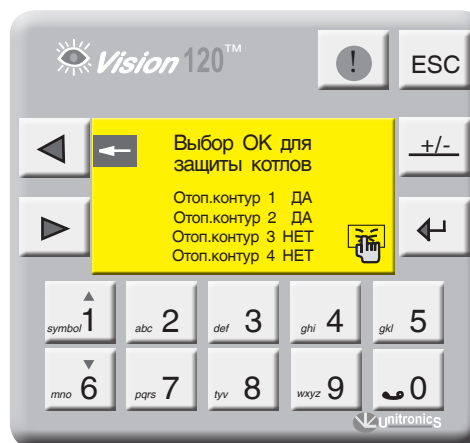 Vision 120™
!
ESC
Выбор ОК для
защиты котлов
+/-
Отоп.контур 1 ДА
Отоп.контур 2 ДА
Отоп.контур 3 НЕТ
Отоп.контур 4 НЕТ
symbol 1
abc 2
def 3
ghi 4
gkl 5
mno 6
pqrs 7
tyv 8
wxyz 9
0
Unitronics